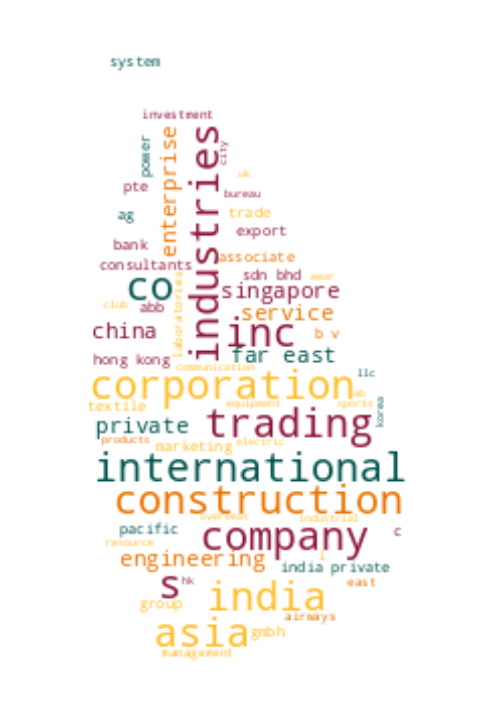 system
investment
power
enterprise
industries
city
uk
pte
bureau
ag
trade
export
bank
associate
consultants
sdn bhd
wear
co
singapore
club
abb
laboratories
service
china
inc
b v
far east
hong kong
communication
llc
corporation
ab
textile
equipment
sports
korea
private
trading
products
marketing
electric
international
construction
overseas
industrial
pacific
company
c
resource
engineering
l
india private
s
hk
east
group
india
airways
asia
gmbh
management